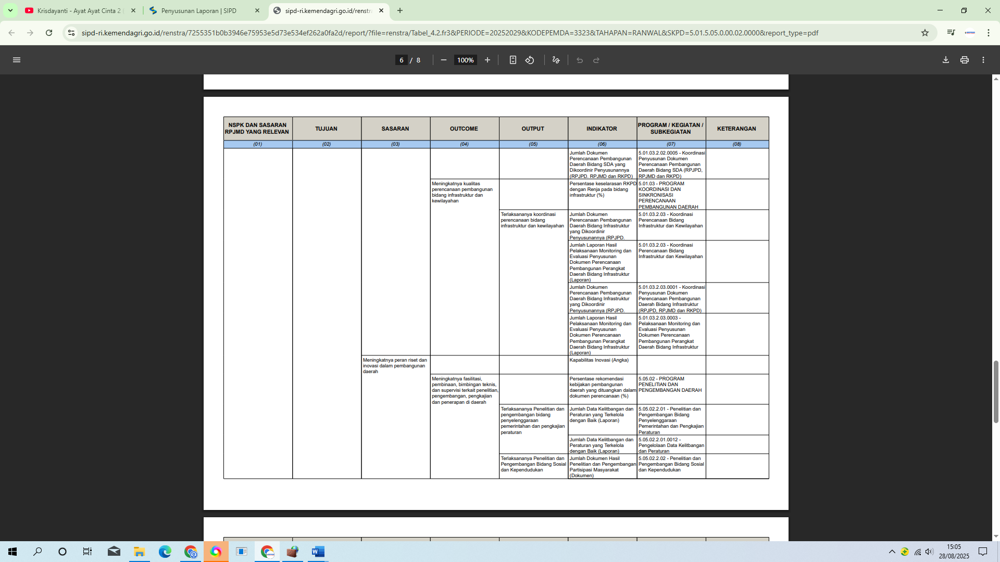 Krisdayanti - Ayat Ayat Cinta 2
Penyusunan Laporan | SIPD
sipd-ri.kemendagri.go.id/renstra
sipd-ri.kemendagri.go.id/renstra/7255351b0b3946e75953e5d73e534ef262a0fa2d/report/?file=renstra/Tabel_4.2.fr3&PERIODE=20252029&KODEPEMDA=3323&TAHAPAN=RANWAL&SKPD=5.01.5.05.0.00.02.0000&report_type=pdf
6 / 8
100%
NSPK DAN SASARAN
RPJMD YANG RELEVAN
TUJUAN
SASARAN
OUTCOME
OUTPUT
INDIKATOR
PROGRAM / KEGIATAN /
SUBKEGIATAN
KETERANGAN
(01)
(02)
(03)
(04)
(05)
(06)
(07)
(08)
Jumlah Dokumen
Perencanaan Pembangunan
Daerah Bidang SDA yang
Dikoordinir Penyusunannya
(RPJPD. RPJMD dan RKPD)
5.01.03.2.02.0005 - Koordinasi
Penyusunan Dokumen
Perencanaan Pembangunan
Daerah Bidang SDA (RPJPD,
RPJMD dan RKPD)
Meningkatnya kualitas
perencanaan pembangunan
bidang infrastruktur dan
kewilayahan
Persentase keselarasan RKPD
dengan Renja pada bidang
infrastruktur (%)
5.01.03 - PROGRAM
KOORDINASI DAN
SINKRONISASI
PERENCANAAN
PEMBANGUNAN DAERAH
Terlaksananya koordinasi
perencanaan bidang
infrastruktur dan kewilayahan
Jumlah Dokumen
Perencanaan Pembangunan
Daerah Bidang Infrastruktur
yang Dikoordinir
Penyusunannya (RPJPD.
5.01.03.2.03 - Koordinasi
Perencanaan Bidang
Infrastruktur dan Kewilayahan
Jumlah Laporan Hasil
Pelaksanaan Monitoring dan
Evaluasi Penyusunan
Dokumen Perencanaan
Pembangunan Perangkat
Daerah Bidang Infrastruktur
(Laporan)
5.01.03.2.03 - Koordinasi
Perencanaan Bidang
Infrastruktur dan Kewilayahan
Jumlah Dokumen
Perencanaan Pembangunan
Daerah Bidang Infrastruktur
yang Dikoordinir
Penyusunannya (RPJPD.
5.01.03.2.03.0001 - Koordinasi
Penyusunan Dokumen
Perencanaan Pembangunan
Daerah Bidang Infrastruktur
(RPJPD, RPJMD dan RKPD)
Jumlah Laporan Hasil
Pelaksanaan Monitoring dan
Evaluasi Penyusunan
Dokumen Perencanaan
Pembangunan Perangkat
Daerah Bidang Infrastruktur
(Laporan)
5.01.03.2.03.0003 -
Pelaksanaan Monitoring dan
Evaluasi Penyusunan
Dokumen Perencanaan
Pembangunan Perangkat
Daerah Bidang Infrastruktur
Meningkatnya peran riset dan
inovasi dalam pembangunan
daerah
Kapabilitas Inovasi (Angka)
Meningkatnya fasilitasi,
pembinaan, bimbingan teknis,
dan supervisi terkait penelitian,
pengembangan, pengkajian
dan penerapan di daerah
Persentase rekomendasi
kebijakan pembangunan
daerah yang dituangkan dalam
dokumen perencanaan (%)
5.05.02 - PROGRAM
PENELITIAN DAN
PENGEMBANGAN DAERAH
Terlaksananya Penelitian dan
pengembangan bidang
penyelenggaraan
pemerintahan dan pengkajian
peraturan
Jumlah Data Kelitbangan dan
Peraturan yang Terkelola
dengan Baik (Laporan)
5.05.02.2.01 - Penelitian dan
Pengembangan Bidang
Penyelenggaraan
Pemerintahan dan Pengkajian
Peraturan
Jumlah Data Kelitbangan dan
Peraturan yang Terkelola
dengan Baik (Laporan)
5.05.02.2.01.0012 -
Pengelolaan Data Kelitbangan
dan Peraturan
Terlaksananya Penelitian dan
Pengembangan Bidang Sosial
dan Kependudukan
Jumlah Dokumen Hasil
Penelitian dan Pengembangan
Partisipasi Masyarakat
(Dokumen)
5.05.02.2.02 - Penelitian dan
Pengembangan Bidang Sosial
dan Kependudukan
15:05
28/08/2025